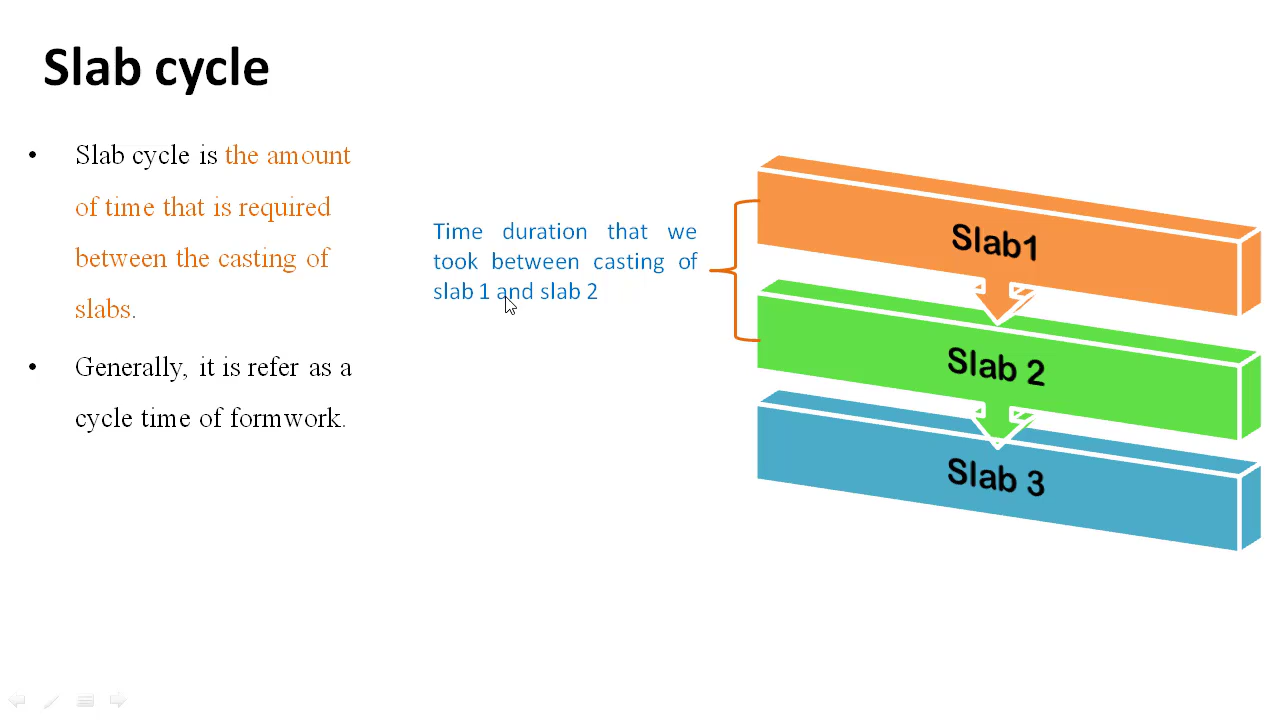 Slab cycle
• Slab cycle is the amount
of time that is required
between the casting of
slabs.
• Generally, it is refer as a
cycle time of formwork.
Time duration that we
took between casting of
slab 1 and slab 2
Slab1
Slab 2
Slab 3